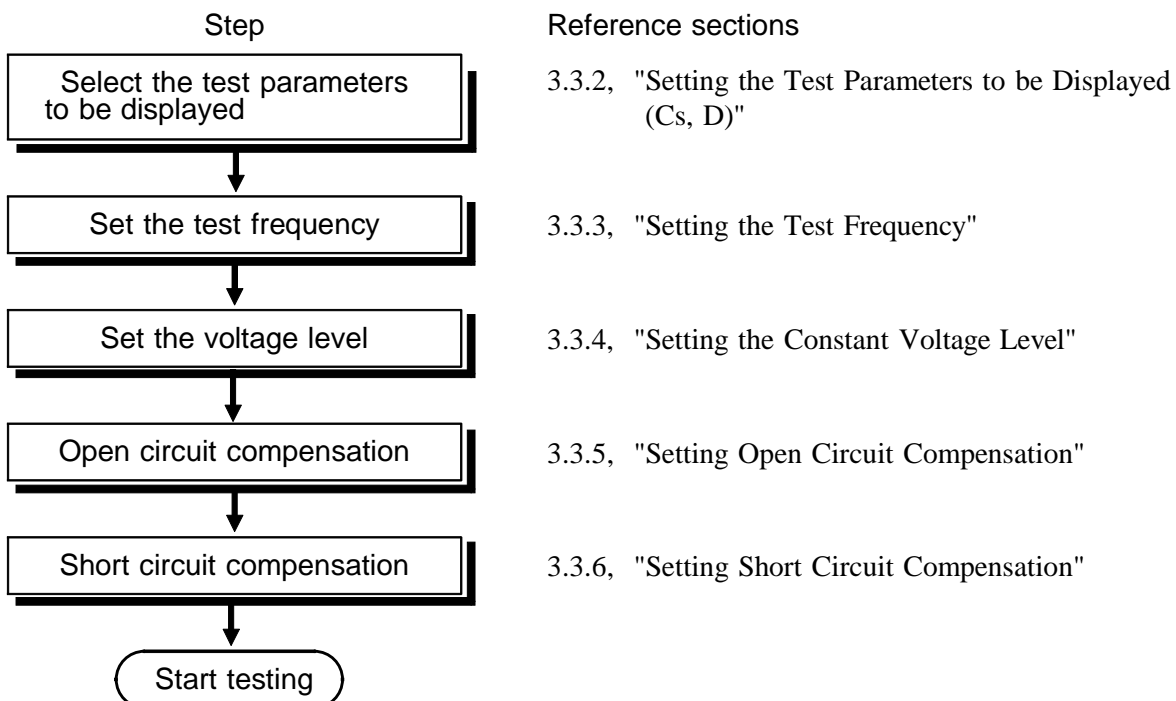 Step
Reference sections
Select the test parameters
to be displayed
3.3.2, "Setting the Test Parameters to be Displayed
(Cs, D)"
Set the test frequency
3.3.3, "Setting the Test Frequency"
Set the voltage level
3.3.4, "Setting the Constant Voltage Level"
Open circuit compensation
3.3.5, "Setting Open Circuit Compensation"
Short circuit compensation
3.3.6, "Setting Short Circuit Compensation"
Start testing